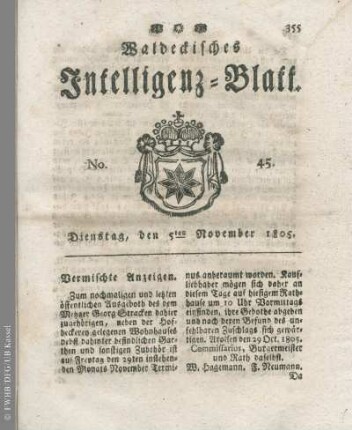 355
Waldeckisches
Intelligenz-Blatt.
No. 45.
Dienstag, den 5ten November 1805.
Vermischte Anzeigen.
Zum nochmaligen und letzten
öffentlichen Ausgebott des dem
Metzger Georg Stracken dahier
zuarhörigen, neben der Hof-
beckerey gelegenen Wohnhauses
nebst dahinter befindlichen Gar-
then und sonstigen Zubehör ist
auf Freytag den 29ten instehen-
den Monats November Termi-
nus anberaumt worden. Kauf-
liebhaber mögen sich daher an
diesem Tage auf hiesigem Rath-
hause um 10 Uhr Vormittags
einfinden, ihre Gebothe abgeben
und nach deren Befund des un-
fehlbaren Zuschlags sich gewär-
tigen. Arolsen den 29 Oct. 1805.
Commissarius, Burgermeister
und Rath daselbst.
W. Hagemann. F. Neumann.
Da
© FWHB/DFG/UB Kassel